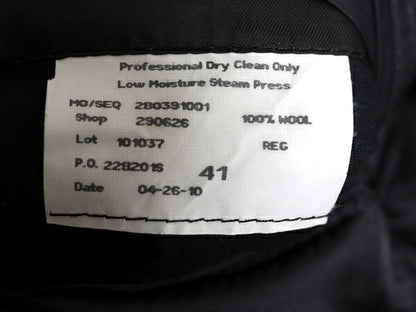 Professional Dry Clean Only
Low Moisture Steam Press
MO/SEQ 280391001
Shop 290626 100% WOOL
Lot 101037 REG
P.O. 228201S 41
Date 04-26-10